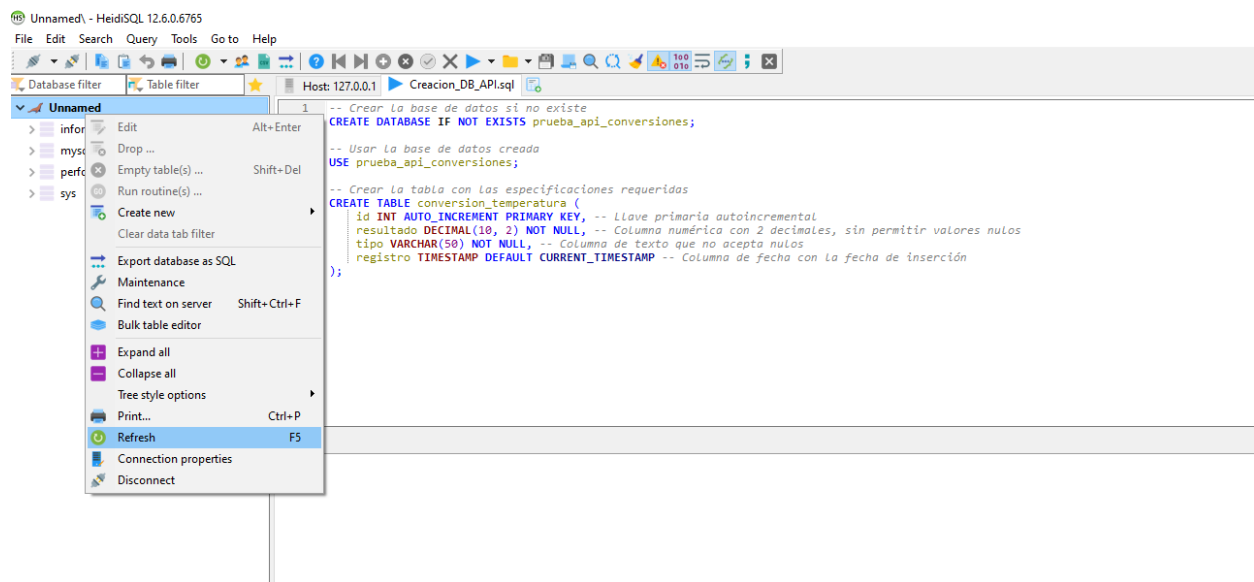 Unnamed\ - HeidiSQL 12.6.0.6765
File Edit Search Query Tools Go to Help
Database filter Table filter Host: 127.0.0.1 Creacion_DB_API.sql
Unnamed
infor
mysc
perfc
sys
Edit Alt+Enter
Drop ...
Empty table(s) ... Shift+Del
Run routine(s) ...
Create new
Clear data tab filter
Export database as SQL
Maintenance
Find text on server Shift+Ctrl+F
Bulk table editor
Expand all
Collapse all
Tree style options
Print... Ctrl+P
Refresh F5
Connection properties
Disconnect
1 -- Crear la base de datos si no existe
CREATE DATABASE IF NOT EXISTS prueba_api_conversiones;
-- Usar la base de datos creada
USE prueba_api_conversiones;
-- Crear la tabla con las especificaciones requeridas
CREATE TABLE conversion_temperatura (
id INT AUTO_INCREMENT PRIMARY KEY, -- Llave primaria autoincremental
resultado DECIMAL(10, 2) NOT NULL, -- Columna numérica con 2 decimales, sin permitir valores nulos
tipo VARCHAR(50) NOT NULL, -- Columna de texto que no acepta nulos
registro TIMESTAMP DEFAULT CURRENT_TIMESTAMP -- Columna de fecha con la fecha de inserción
);